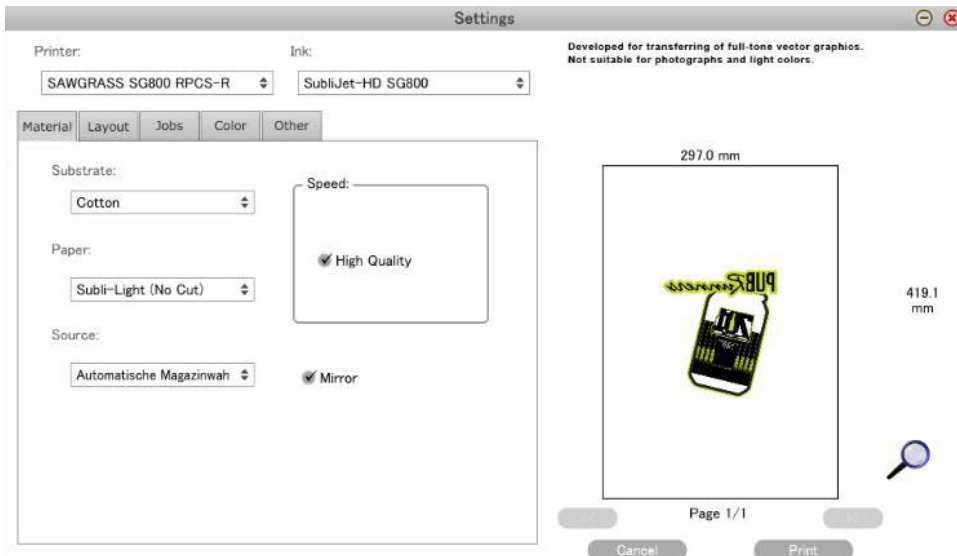 Settings
Printer:
Ink:
Developed for transferring of full-tone vector graphics.
Not suitable for photographs and light colors.
SAWGRASS SG800 RPCS-R
SubliJet-HD SG800
Material
Layout
Jobs
Color
Other
Substrate:
Cotton
Speed:
High Quality
Paper:
Subli-Light (No Cut)
Source:
Automatische Magazinwah
Mirror
297.0 mm
PUBRunners
419.1
mm
<<
Page 1/1
>>
Cancel
Print